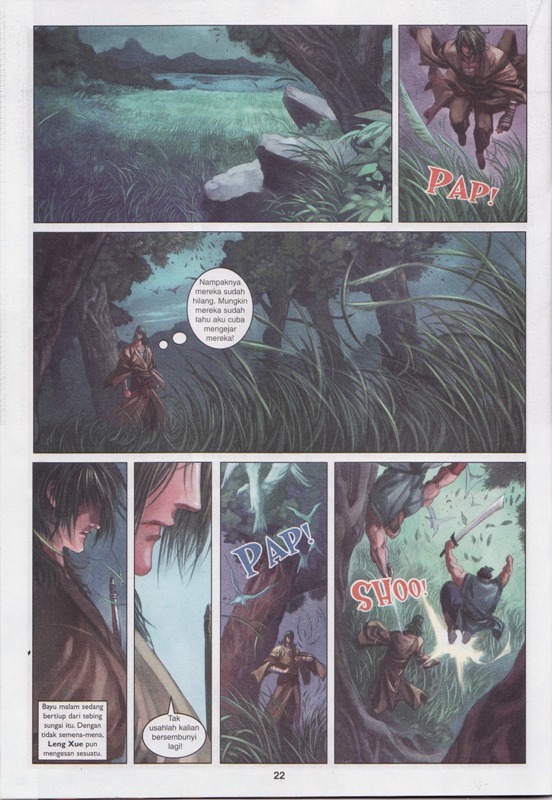 PAP!
Nampaknya
mereka sudah
hilang. Mungkin
mereka sudah
tahu aku cuba
mengejar
mereka!
Bayu malam sedang
bertiup dari tebing
sungai itu. Dengan
tidak semena-mena,
Leng Xue pun
mengesan sesuatu.
Tak
usahlah kalian
bersembunyi
lagi!
PAP!
SHOO!
22